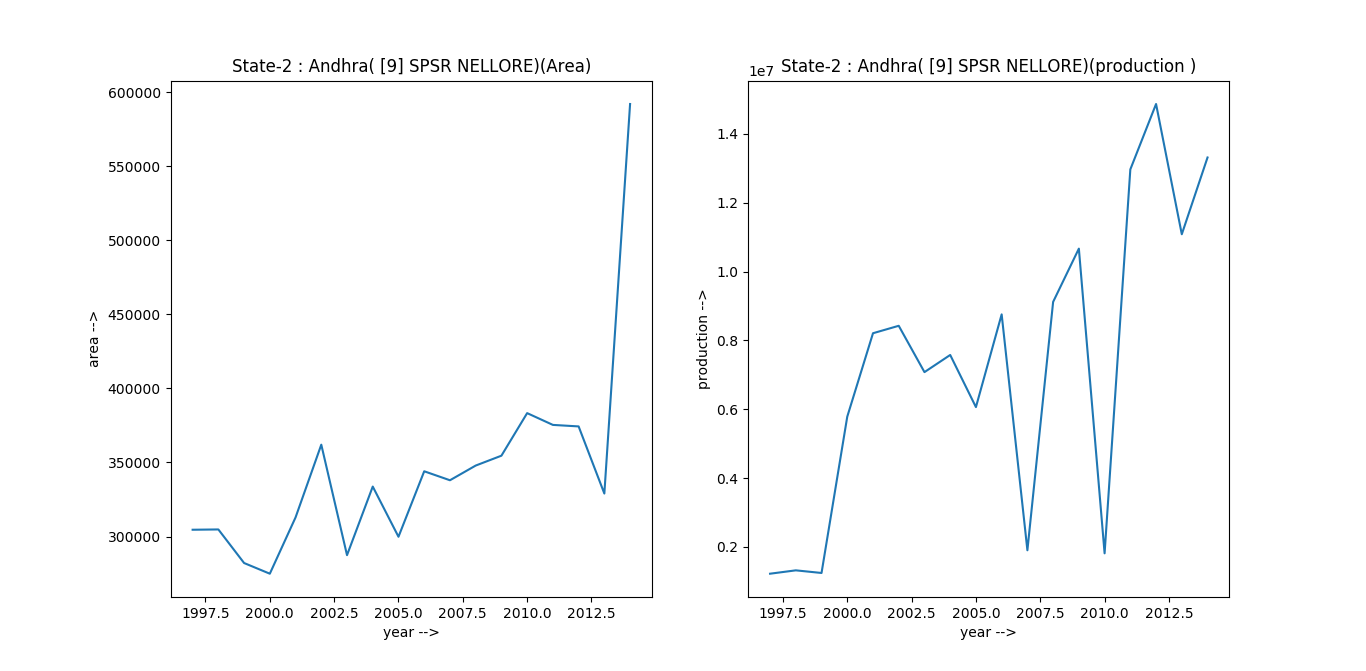 State-2 : Andhra( [9] SPSR NELLORE)(Area)
600000
550000
500000
450000
400000
350000
300000
area -->
1997.5 2000.0 2002.5 2005.0 2007.5 2010.0 2012.5
year -->
State-2 : Andhra( [9] SPSR NELLORE)(production )
1e7
1.4
1.2
1.0
0.8
0.6
0.4
0.2
production -->
1997.5 2000.0 2002.5 2005.0 2007.5 2010.0 2012.5
year -->